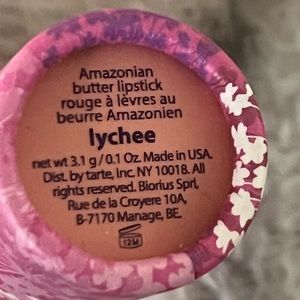 Amazonian
butter lipstick
rouge à lèvres au
beurre Amazonien
lychee
net wt 3.1 g / 0.1 Oz. Made in USA.
Dist. by tarte, Inc. NY 10018. All
rights reserved. Biorius Sprl,
Rue de la Croyere 10A,
B-7170 Manage, BE.
12M